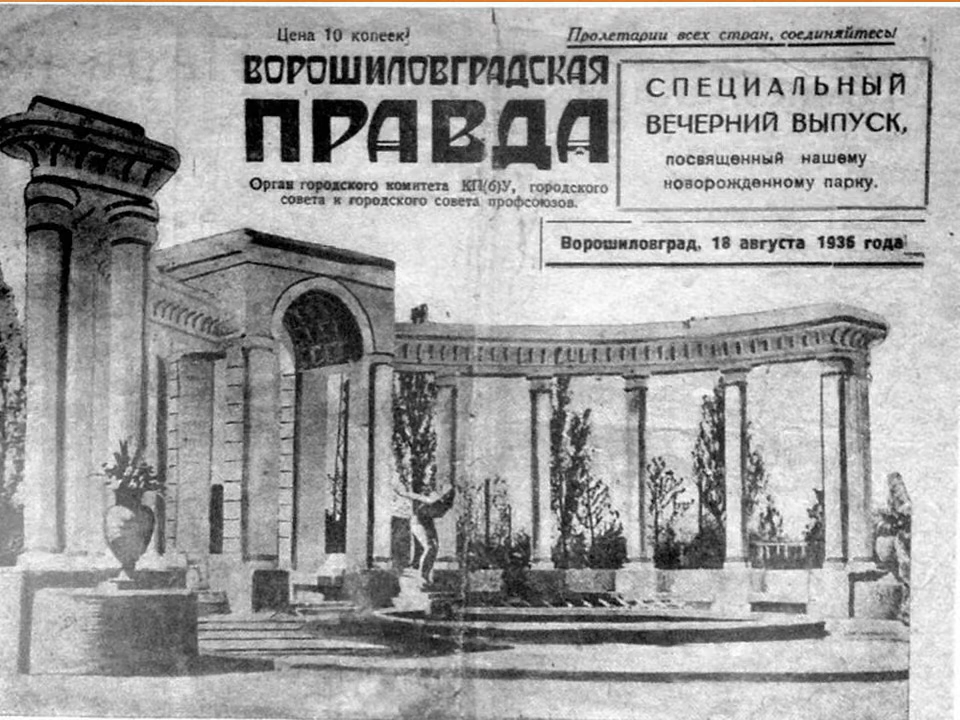 Цена 10 копеек
Пролетарии всех стран, соединяйтесь!
ВОРОШИЛОВГРАДСКАЯ
ПРАВДА
Орган городского комитета КП(б)У, городского
совета и городского совета профсоюзов.
СПЕЦИАЛЬНЫЙ
ВЕЧЕРНИЙ ВЫПУСК,
посвященный нашему
новорожденному парку.
Ворошиловград, 18 августа 1936 года